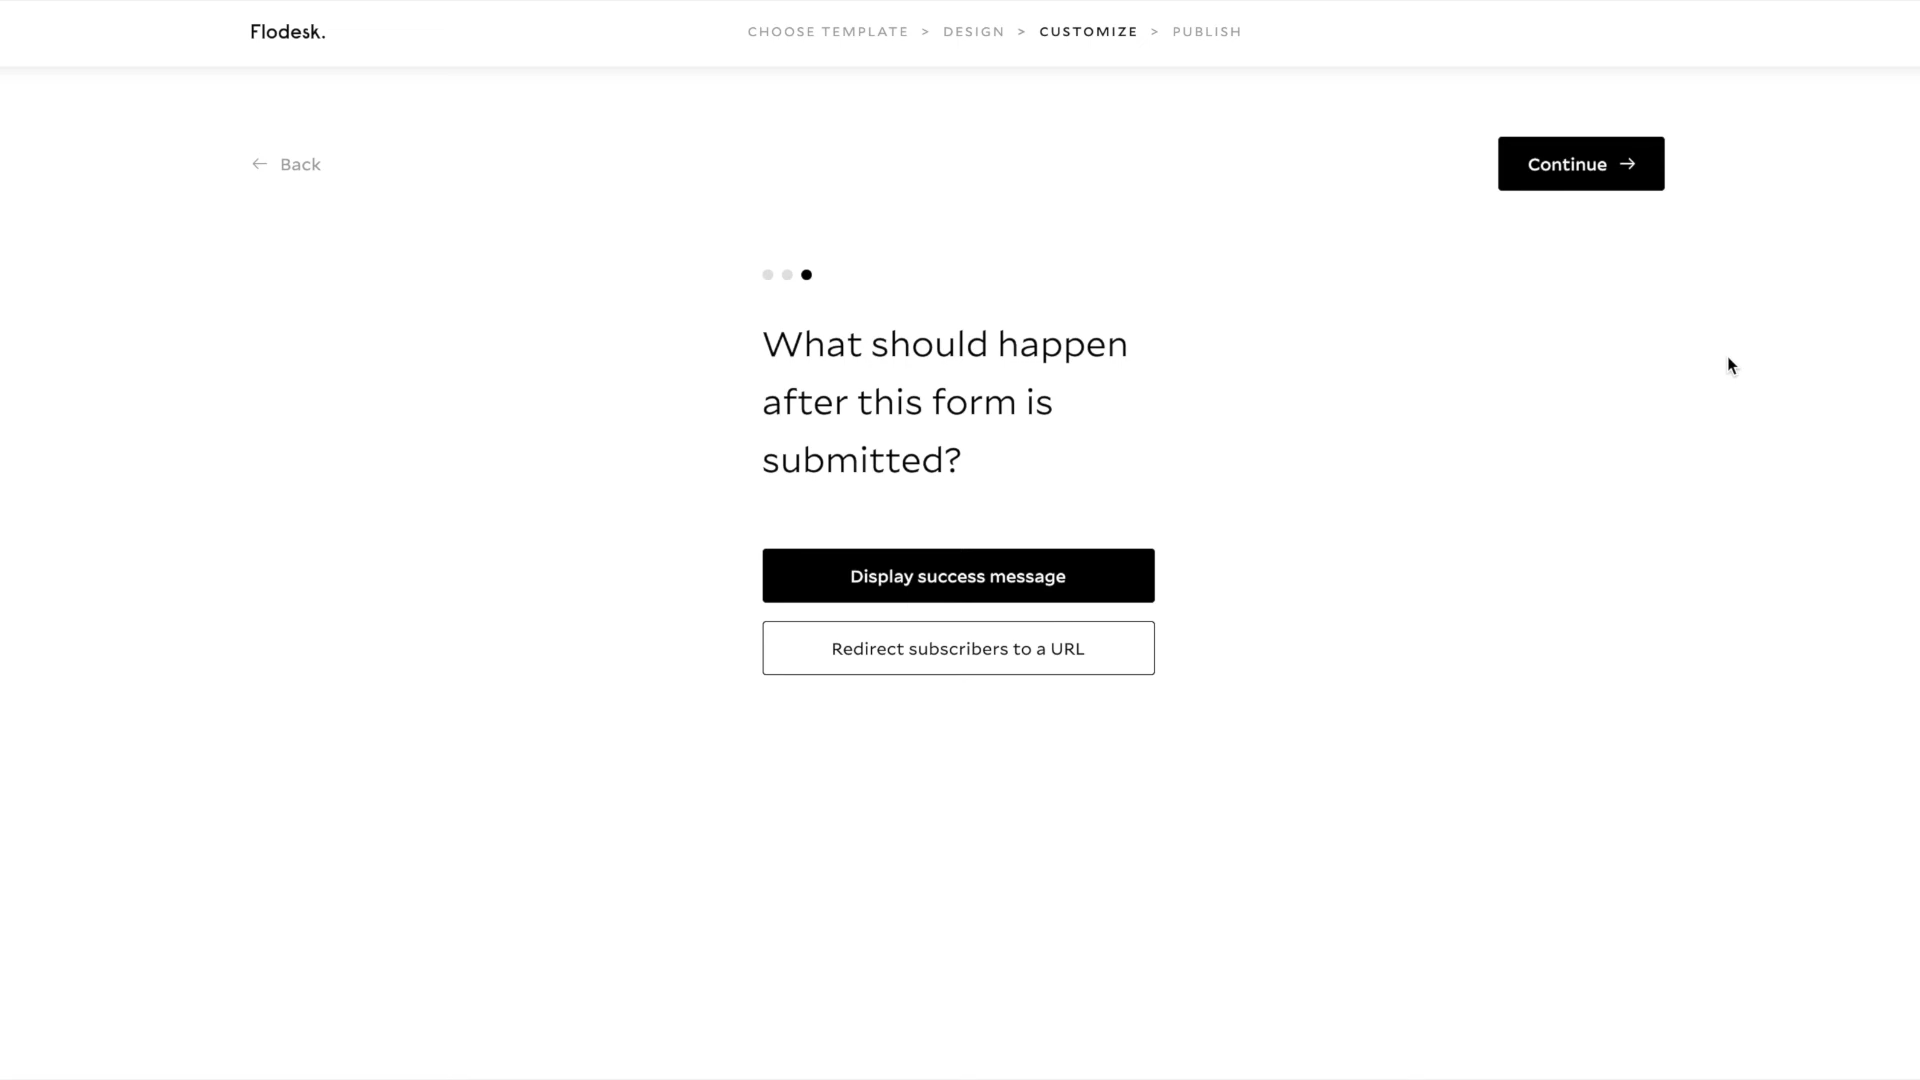 Flodesk.
CHOOSE TEMPLATE > DESIGN > CUSTOMIZE > PUBLISH
← Back
Continue →
What should happen
after this form is
submitted?
Display success message
Redirect subscribers to a URL